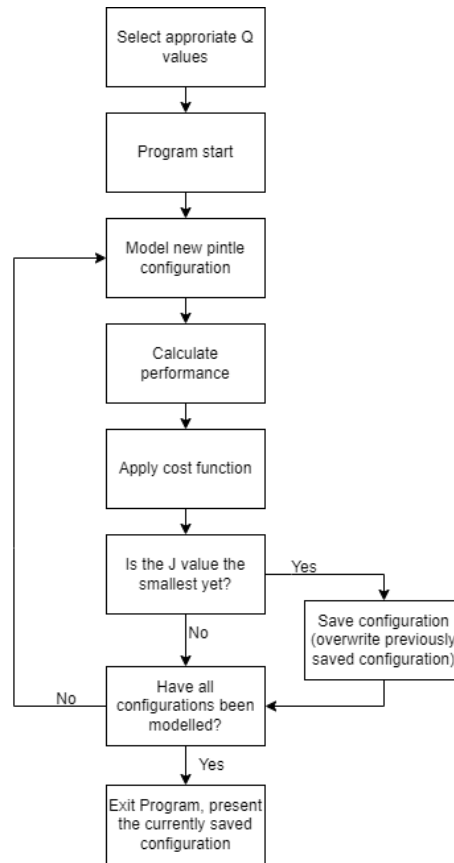 Select approriate Q
values
Program start
Model new pintle
configuration
Calculate
performance
Apply cost function
Is the J value the
smallest yet?
Yes
Save configuration
(overwrite previously
saved configuration)
No
Have all
configurations been
modelled?
No
Yes
Exit Program, present
the currently saved
configuration